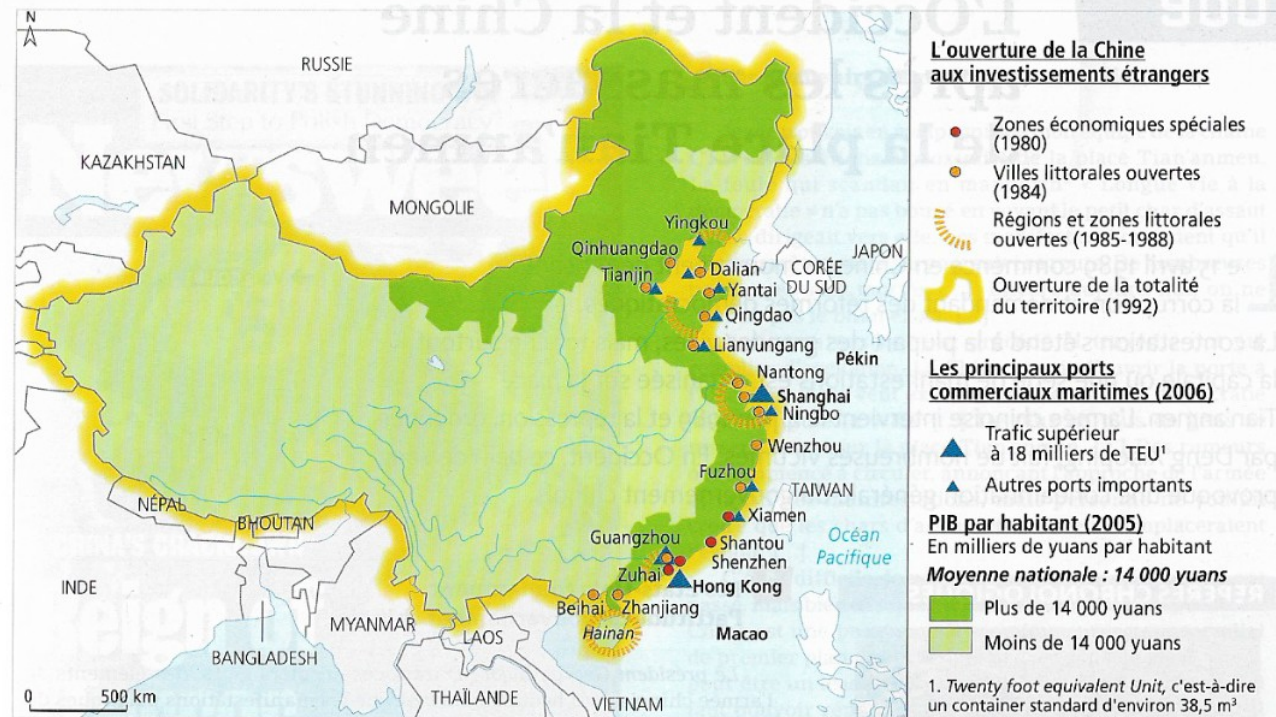 N
RUSSIE
KAZAKHSTAN
MONGOLIE
Yingkou
Qinhuangdao
Tianjin
Dalian
Yantai
CORÉE
DU SUD
JAPON
Qingdao
Lianyungang
Pékin
Nantong
Shanghai
Ningbo
Wenzhou
Fuzhou
TAIWAN
Xiamen
Guangzhou
Shantou
Shenzhen
Zuhai
Hong Kong
Beihai
Zhanjiang
Hainan
Macao
Océan
Pacifique
NÉPAL
BHOUTAN
INDE
BANGLADESH
MYANMAR
LAOS
THAÏLANDE
VIETNAM
0 500 km
L'ouverture de la Chine
aux investissements étrangers
Zones économiques spéciales
(1980)
Villes littorales ouvertes
(1984)
Régions et zones littorales
ouvertes (1985-1988)
Ouverture de la totalité
du territoire (1992)
Les principaux ports
commerciaux maritimes (2006)
Trafic supérieur
à 18 milliers de TEU¹
Autres ports importants
PIB par habitant (2005)
En milliers de yuans par habitant
Moyenne nationale : 14 000 yuans
Plus de 14 000 yuans
Moins de 14 000 yuans
1. Twenty foot equivalent Unit, c'est-à-dire
un container standard d'environ 38,5 m³